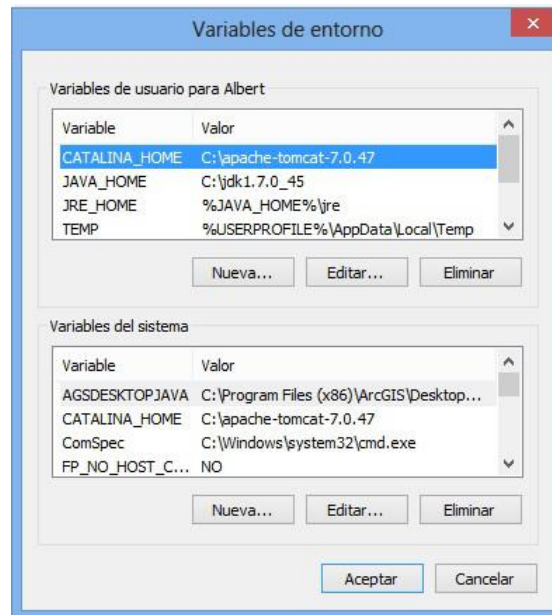 Variables de entorno
Variables de usuario para Albert
Variable Valor
CATALINA_HOME C:\apache-tomcat-7.0.47
JAVA_HOME C:\jdk1.7.0_45
JRE_HOME %JAVA_HOME%\jre
TEMP %USERPROFILE%\AppData\Local\Temp
Nueva... Editar... Eliminar
Variables del sistema
Variable Valor
AGSDESKTOPJAVA C:\Program Files (x86)\ArcGIS\Desktop...
CATALINA_HOME C:\apache-tomcat-7.0.47
ComSpec C:\Windows\system32\cmd.exe
FP_NO_HOST_C... NO
Nueva... Editar... Eliminar
Aceptar Cancelar